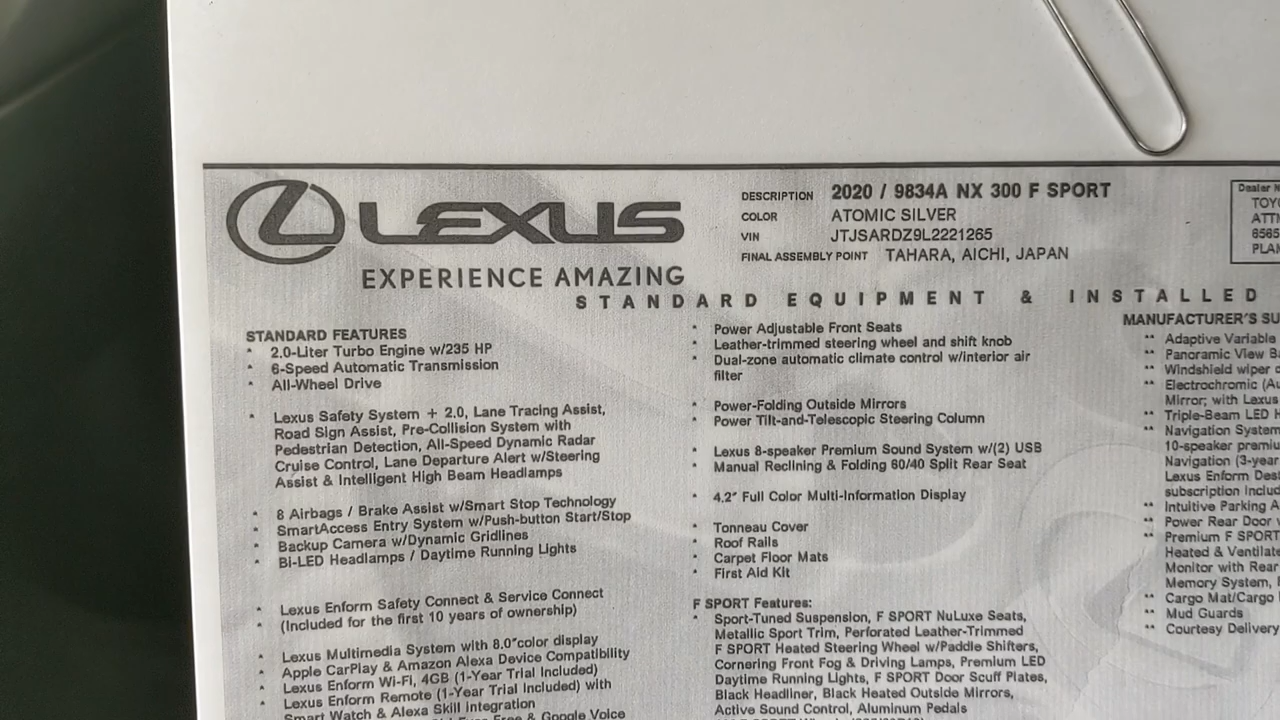 LEXUS
EXPERIENCE AMAZING
DESCRIPTION 2020 / 9834A NX 300 F SPORT
COLOR ATOMIC SILVER
VIN JTJSARDZ9L2221265
FINAL ASSEMBLY POINT TAHARA, AICHI, JAPAN
Dealer N
TOYO
ATTI
6565
PLAN
STANDARD EQUIPMENT & INSTALLED
STANDARD FEATURES
* 2.0-Liter Turbo Engine w/235 HP
* 6-Speed Automatic Transmission
* All-Wheel Drive
* Lexus Safety System + 2.0, Lane Tracing Assist,
Road Sign Assist, Pre-Collision System with
Pedestrian Detection, All-Speed Dynamic Radar
Cruise Control, Lane Departure Alert w/Steering
Assist & Intelligent High Beam Headlamps
* 8 Airbags / Brake Assist w/Smart Stop Technology
* SmartAccess Entry System w/Push-button Start/Stop
* Backup Camera w/Dynamic Gridlines
* Bi-LED Headlamps / Daytime Running Lights
* Lexus Enform Safety Connect & Service Connect
* (Included for the first 10 years of ownership)
* Lexus Multimedia System with 8.0"color display
* Apple CarPlay & Amazon Alexa Device Compatibility
* Lexus Enform Wi-Fi, 4GB (1-Year Trial Included)
* Lexus Enform Remote (1-Year Trial Included) with
Smart Watch & Alexa Skill Integration
Free & Google Voice
* Power Adjustable Front Seats
* Leather-trimmed steering wheel and shift knob
* Dual-zone automatic climate control w/interior air
filter
* Power-Folding Outside Mirrors
* Power Tilt-and-Telescopic Steering Column
* Lexus 8-speaker Premium Sound System w/(2) USB
* Manual Reclining & Folding 60/40 Split Rear Seat
* 4.2" Full Color Multi-Information Display
* Tonneau Cover
* Roof Rails
* Carpet Floor Mats
* First Aid Kit
F SPORT Features:
* Sport-Tuned Suspension, F SPORT NuLuxe Seats,
Metallic Sport Trim, Perforated Leather-Trimmed
F SPORT Heated Steering Wheel w/Paddle Shifters,
Cornering Front Fog & Driving Lamps, Premium LED
Daytime Running Lights, F SPORT Door Scuff Plates,
Black Headliner, Black Heated Outside Mirrors,
Active Sound Control, Aluminum Pedals
MANUFACTURER'S SU
** Adaptive Variable
** Panoramic View
** Windshield wiper
** Electrochromic (Au
Mirror; with Lexus
** Triple-Beam LED H
** Navigation System
10-speaker premiu
Navigation (3-year
Lexus Enform Dest
subscription includ
** Intuitive Parking A
** Power Rear Door
** Premium F SPORT
Heated & Ventilate
Monitor with Rear
Memory System,
** Cargo Mat/Cargo
** Mud Guards
** Courtesy Delivery